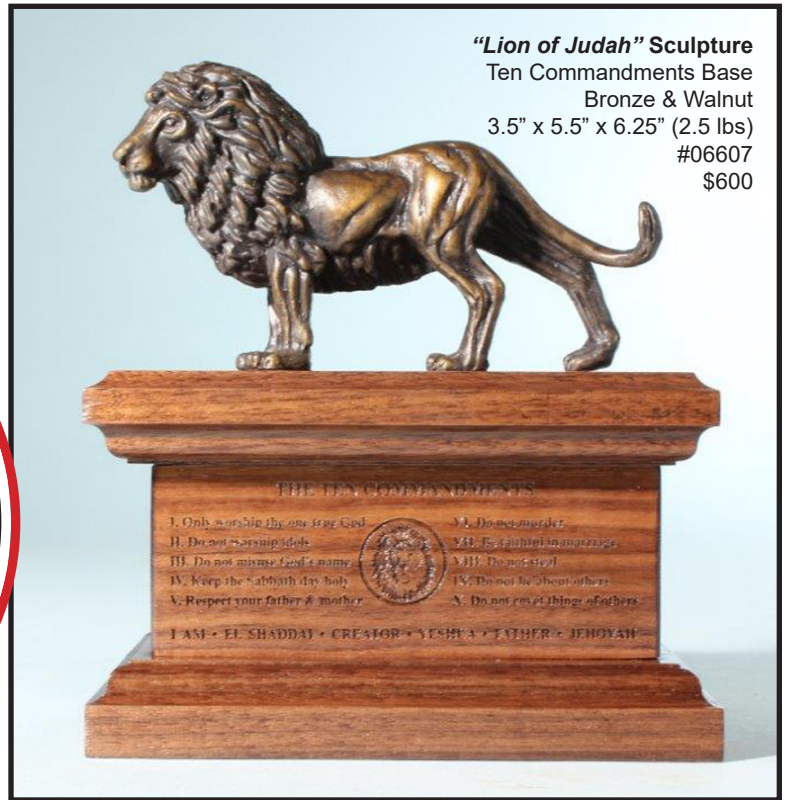 “Lion of Judah” Sculpture
Ten Commandments Base
Bronze & Walnut
3.5” x 5.5” x 6.25” (2.5 lbs)
#06607
$600
THE TEN COMMANDMENTS
I. Only worship the one true God
II. Do not worship idols
III. Do not misuse God's name
IV. Keep the Sabbath day holy
V. Respect your father & mother
VI. Do not murder
VII. Be faithful in marriage
VIII. Do not steal
IX. Do not lie about others
X. Do not covet things of others
I AM • EL SHADDAI • CREATOR • YESHUA • FATHER • JEHOVAH